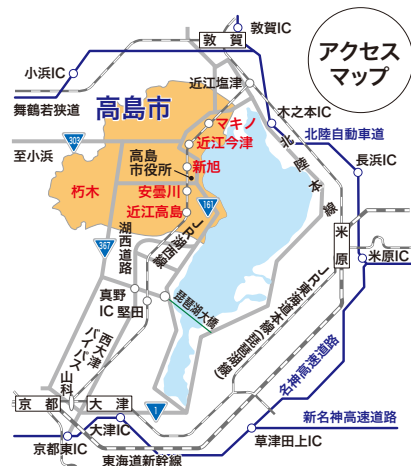 敦賀IC
敦賀
アクセス
マップ
小浜IC
近江塩津
舞鶴若狭道
高島市
木之本IC
マキノ
北陸自動車道
303
近江今津
北陸本線
至小浜
高島
市役所
新旭
長浜IC
朽木
安曇川
161
近江高島
湖西道路
JR湖西線
米原
367
米原IC
真野
IC
堅田
琵琶湖大橋
JR東海道本線(琵琶湖線)
西大津
バイパス
名神高速道路
山科
京都
大津
1
新名神高速道路
大津IC
京都東IC
草津田上IC
東海道新幹線